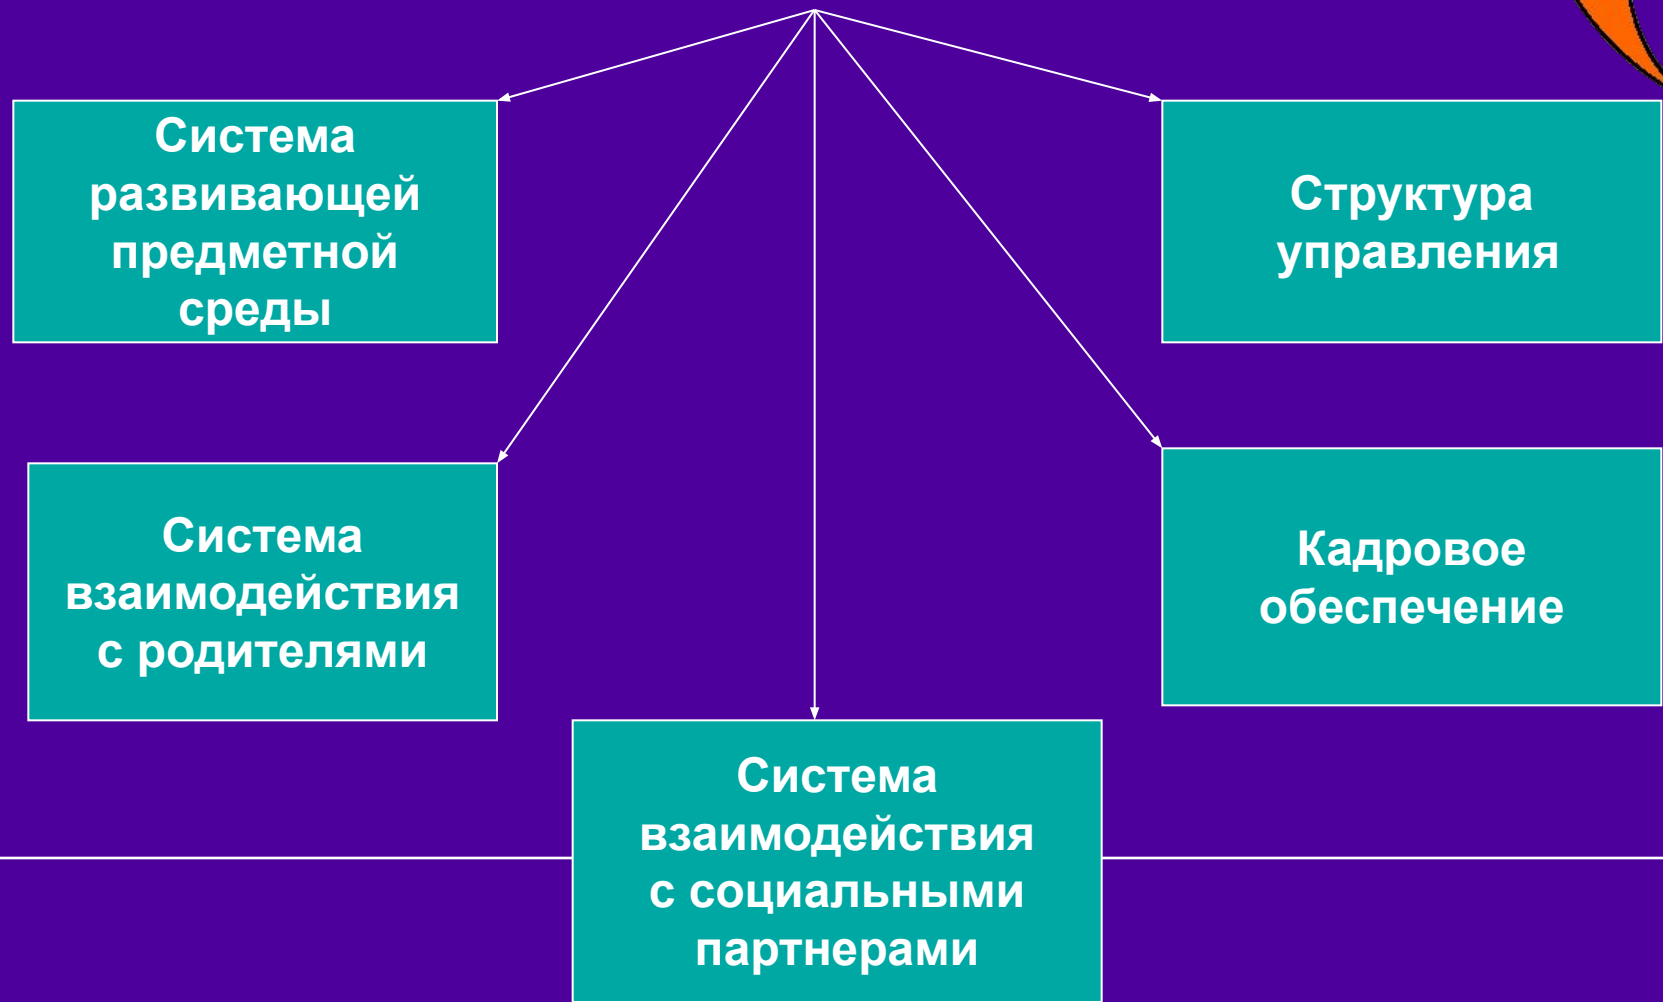 Система
развивающей
предметной
среды
Структура
управления
Система
взаимодействия
с родителями
Кадровое
обеспечение
Система
взаимодействия
с социальными
партнерами